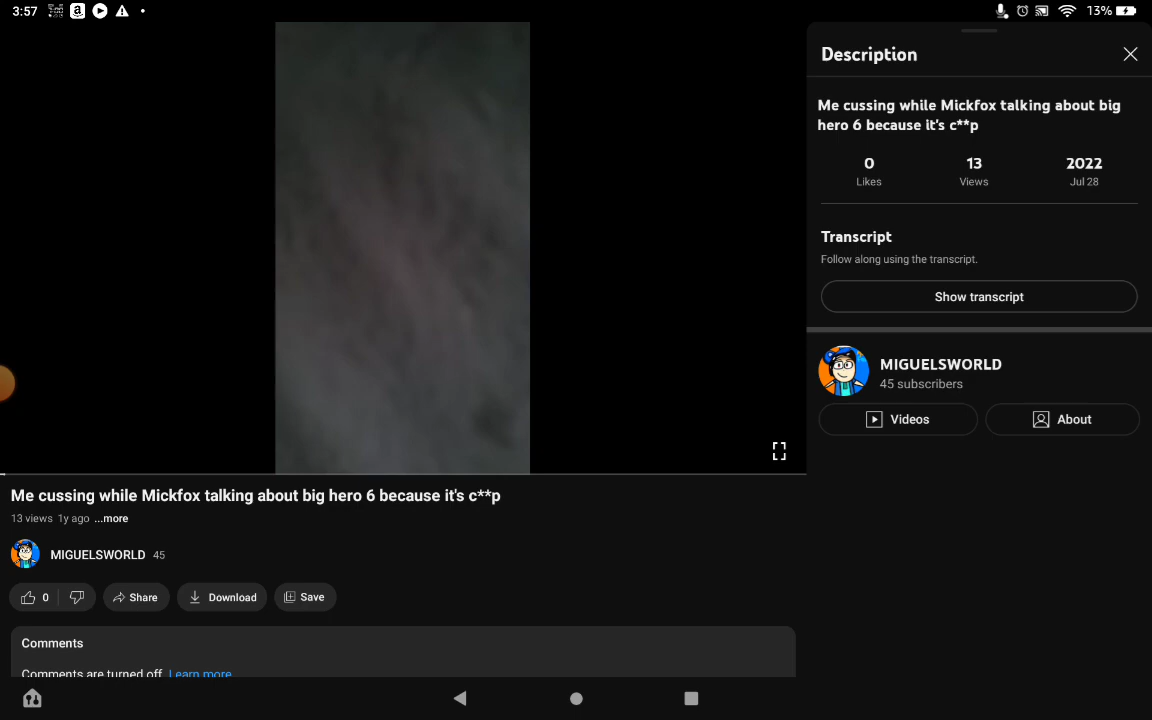 3:57
13%
Description
Me cussing while Mickfox talking about big
hero 6 because it's c**p
0
13
2022
Likes
Views
Jul 28
Transcript
Follow along using the transcript.
Show transcript
MIGUELSWORLD
45 subscribers
Videos
About
Me cussing while Mickfox talking about big hero 6 because it's c**p
13 views 1y ago ...more
MIGUELSWORLD 45
0
Share
Download
Save
Comments
Comments are turned off. Learn more